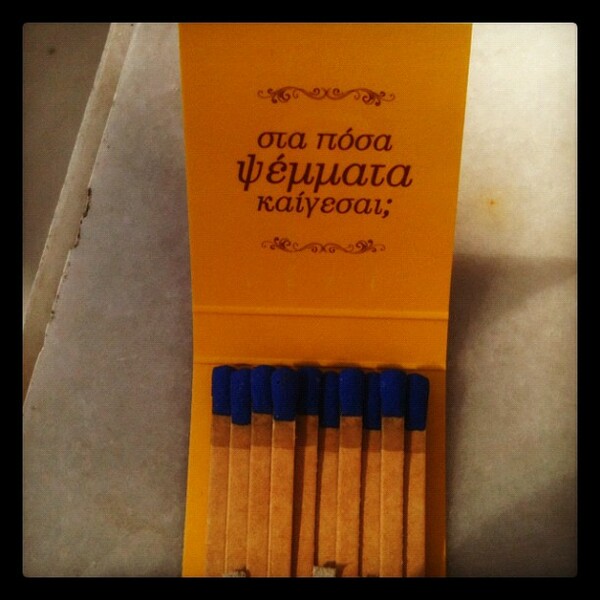 στα πόσα
ψέμματα
καίγεσαι;